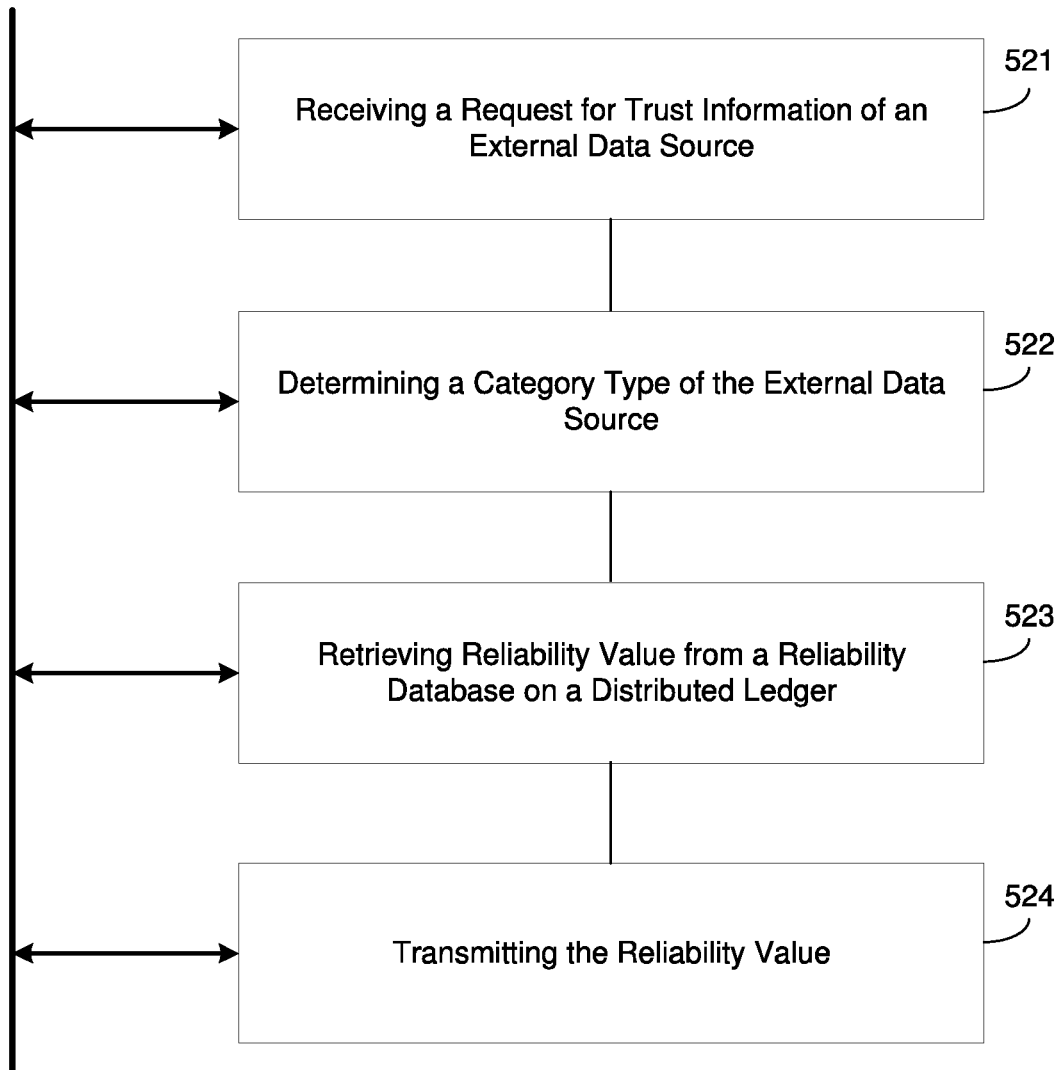 521
Receiving a Request for Trust Information of an
External Data Source
522
Determining a Category Type of the External Data
Source
523
Retrieving Reliability Value from a Reliability
Database on a Distributed Ledger
524
Transmitting the Reliability Value